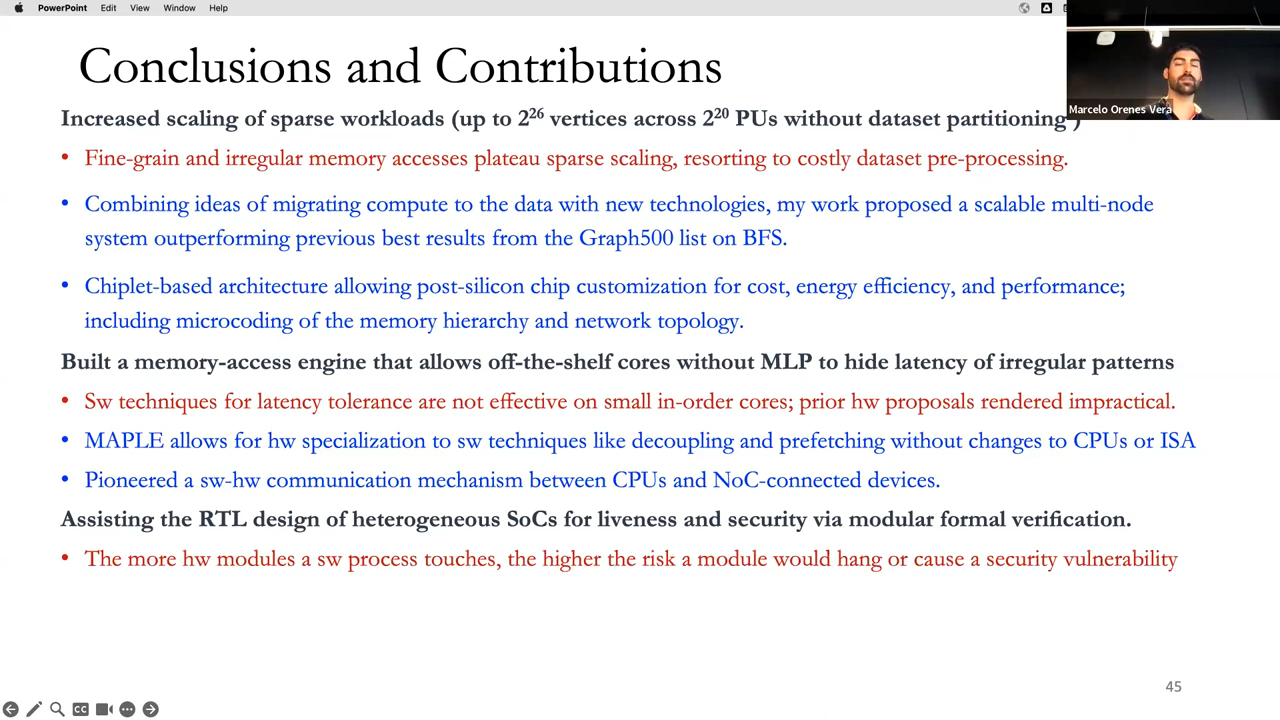 PowerPoint Edit View Window Help
Conclusions and Contributions
Marcelo Orenes Vera
Increased scaling of sparse workloads (up to 2²⁶ vertices across 2²⁰ PUs without dataset partitioning )
• Fine-grain and irregular memory accesses plateau sparse scaling, resorting to costly dataset pre-processing.
• Combining ideas of migrating compute to the data with new technologies, my work proposed a scalable multi-node
system outperforming previous best results from the Graph500 list on BFS.
• Chiplet-based architecture allowing post-silicon chip customization for cost, energy efficiency, and performance;
including microcoding of the memory hierarchy and network topology.
Built a memory-access engine that allows off-the-shelf cores without MLP to hide latency of irregular patterns
• Sw techniques for latency tolerance are not effective on small in-order cores; prior hw proposals rendered impractical.
• MAPLE allows for hw specialization to sw techniques like decoupling and prefetching without changes to CPUs or ISA
• Pioneered a sw-hw communication mechanism between CPUs and NoC-connected devices.
Assisting the RTL design of heterogeneous SoCs for liveness and security via modular formal verification.
• The more hw modules a sw process touches, the higher the risk a module would hang or cause a security vulnerability
45
CC